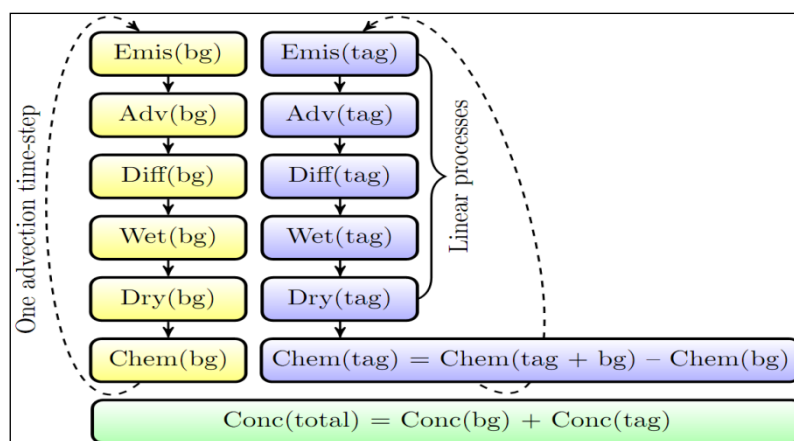 One advection time-step
Emis(bg)
Adv(bg)
Diff(bg)
Wet(bg)
Dry(bg)
Chem(bg)
Emis(tag)
Adv(tag)
Diff(tag)
Wet(tag)
Dry(tag)
Linear processes
Chem(tag) = Chem(tag + bg) – Chem(bg)
Conc(total) = Conc(bg) + Conc(tag)